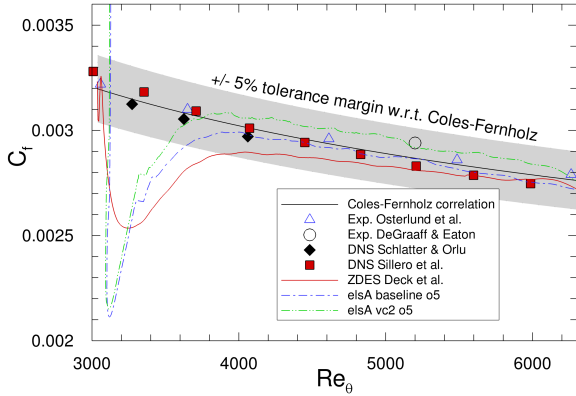 0.0035
+/- 5% tolerance margin w.r.t. Coles-Fernholz
0.003
Cf
0.0025
0.002
Coles-Fernholz correlation
Exp. Osterlund et al.
Exp. DeGraaff & Eaton
DNS Schlatter & Orlu
DNS Sillero et al.
ZDES Deck et al.
elsA baseline o5
elsA vc2 o5
3000 4000 5000 6000
Reθ